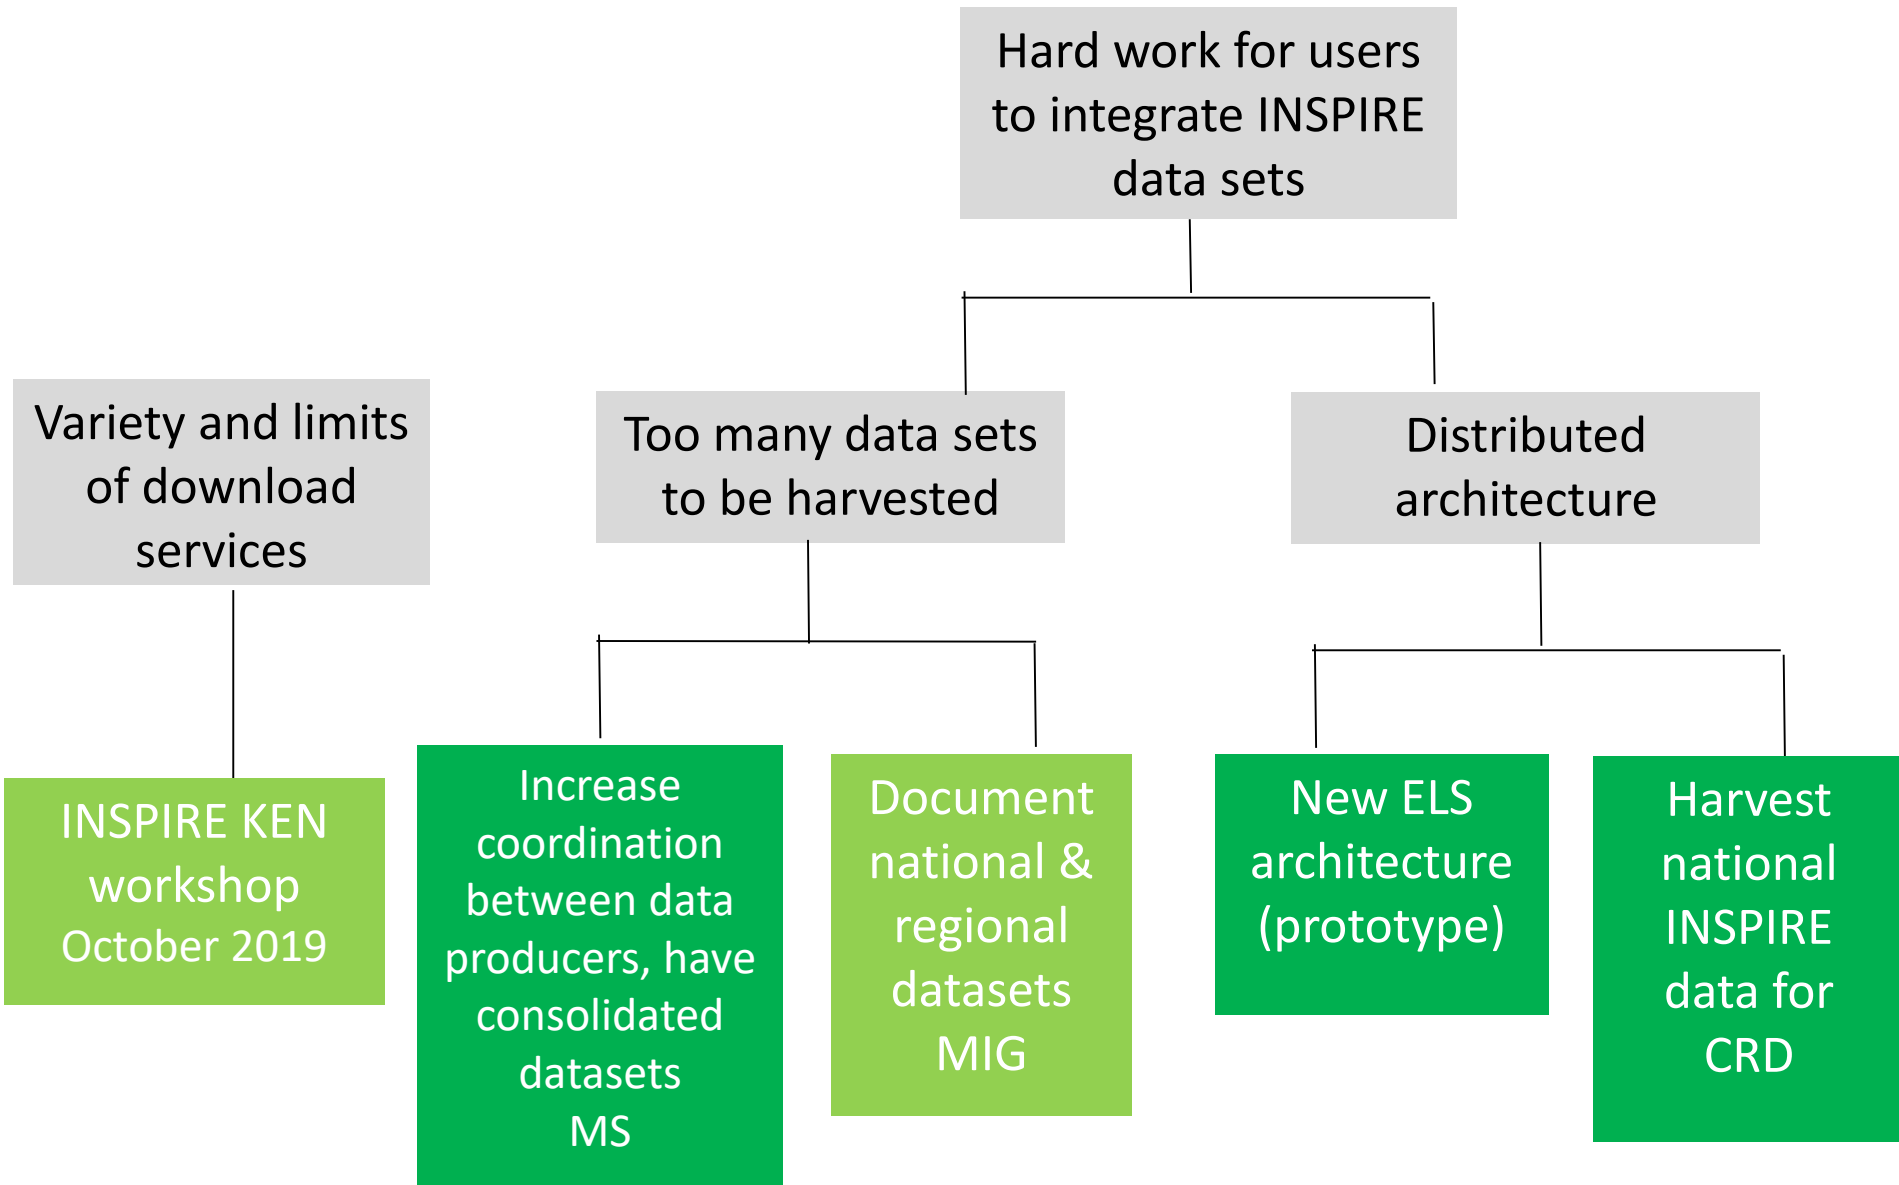 Hard work for users
to integrate INSPIRE
data sets
Variety and limits
of download
services
Too many data sets
to be harvested
Distributed
architecture
INSPIRE KEN
workshop
October 2019
Increase
coordination
between data
producers, have
consolidated
datasets
MS
Document
national &
regional
datasets
MIG
New ELS
architecture
(prototype)
Harvest
national
INSPIRE
data for
CRD